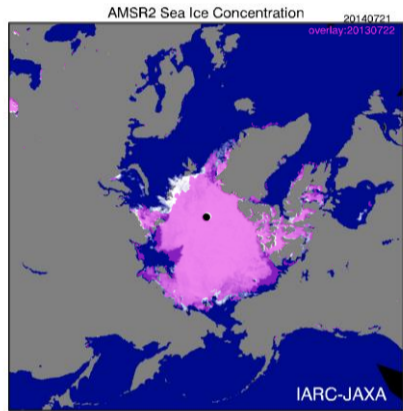 AMSR2 Sea Ice Concentration
20140721
overlay:20130722
IARC-JAXA